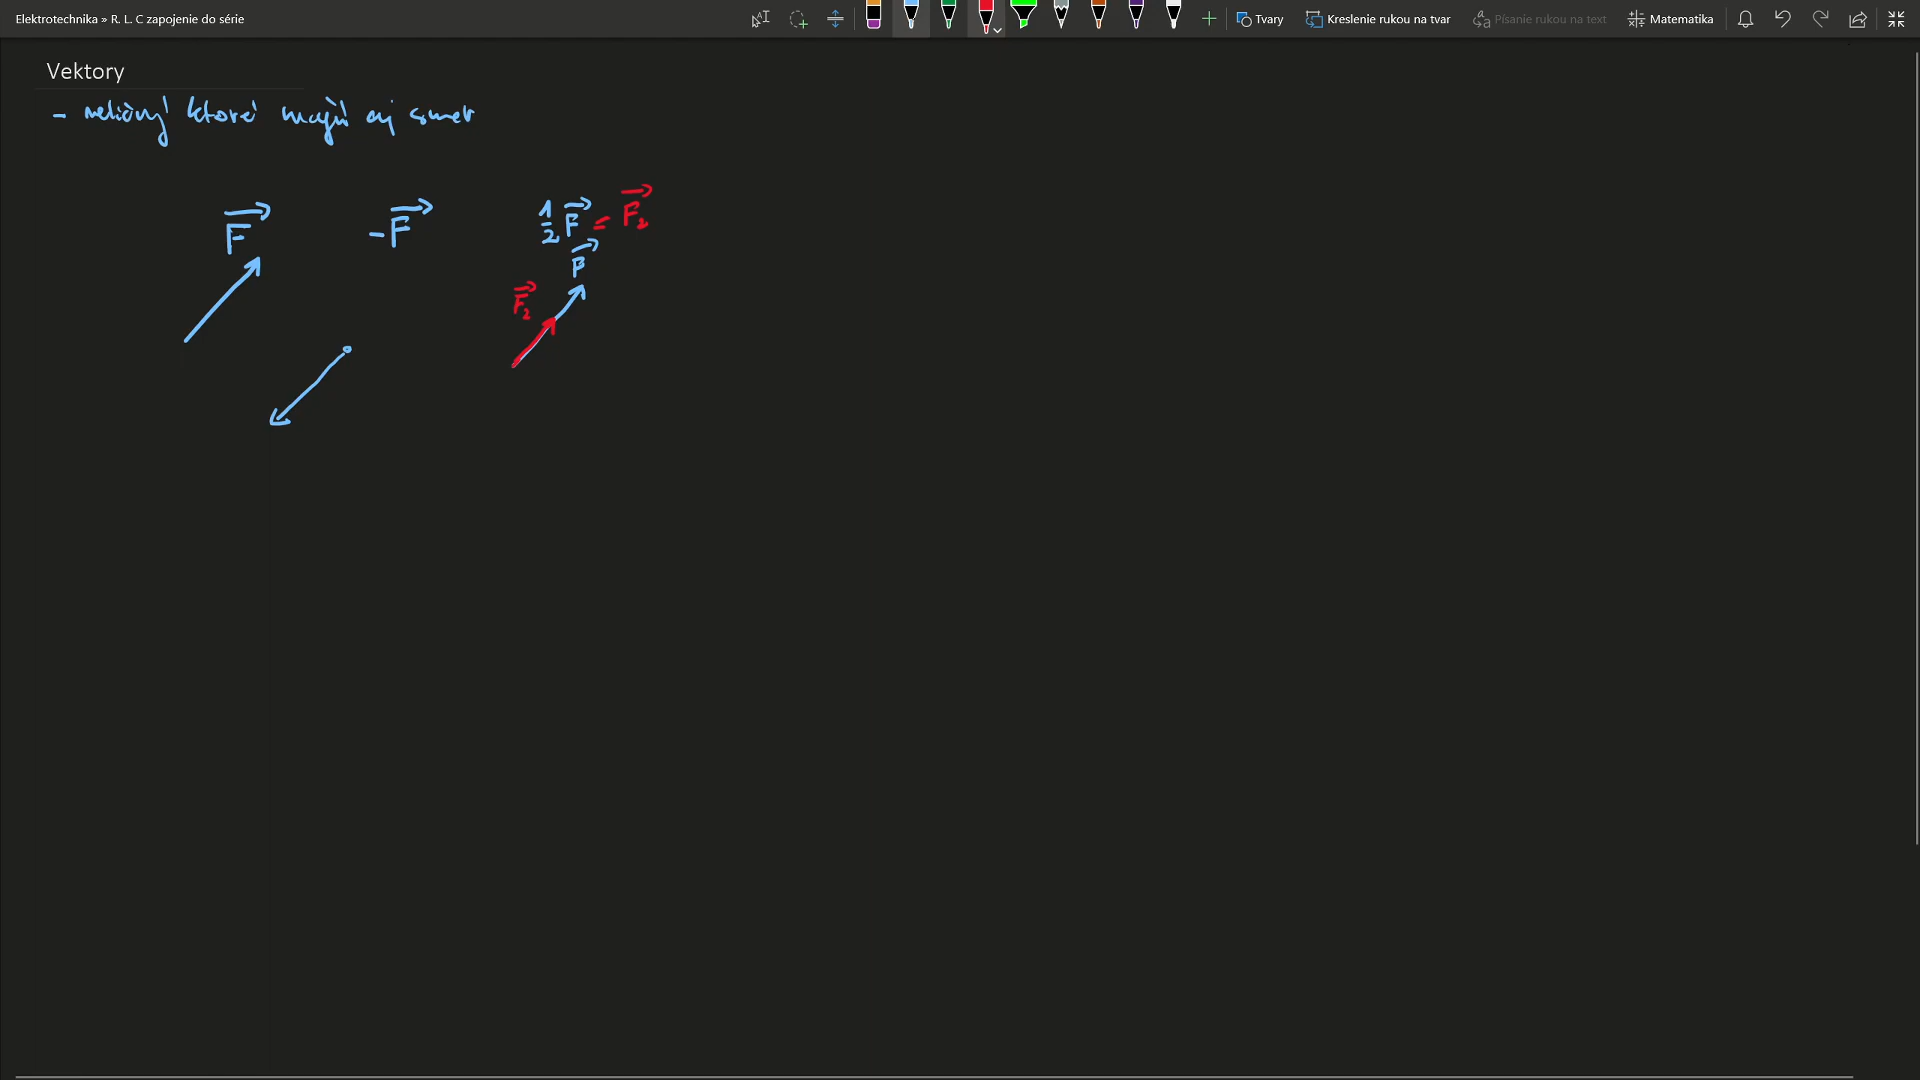 Elektrotechnika » R. L. C zapojenie do série
Tvary
Kreslenie rukou na tvar
Písanie rukou na text
Matematika
Vektory
- veličiny ktoré majú aj smer
F⃗
-F⃗
1/2 F⃗ = F⃗₂
F⃗
F⃗₂